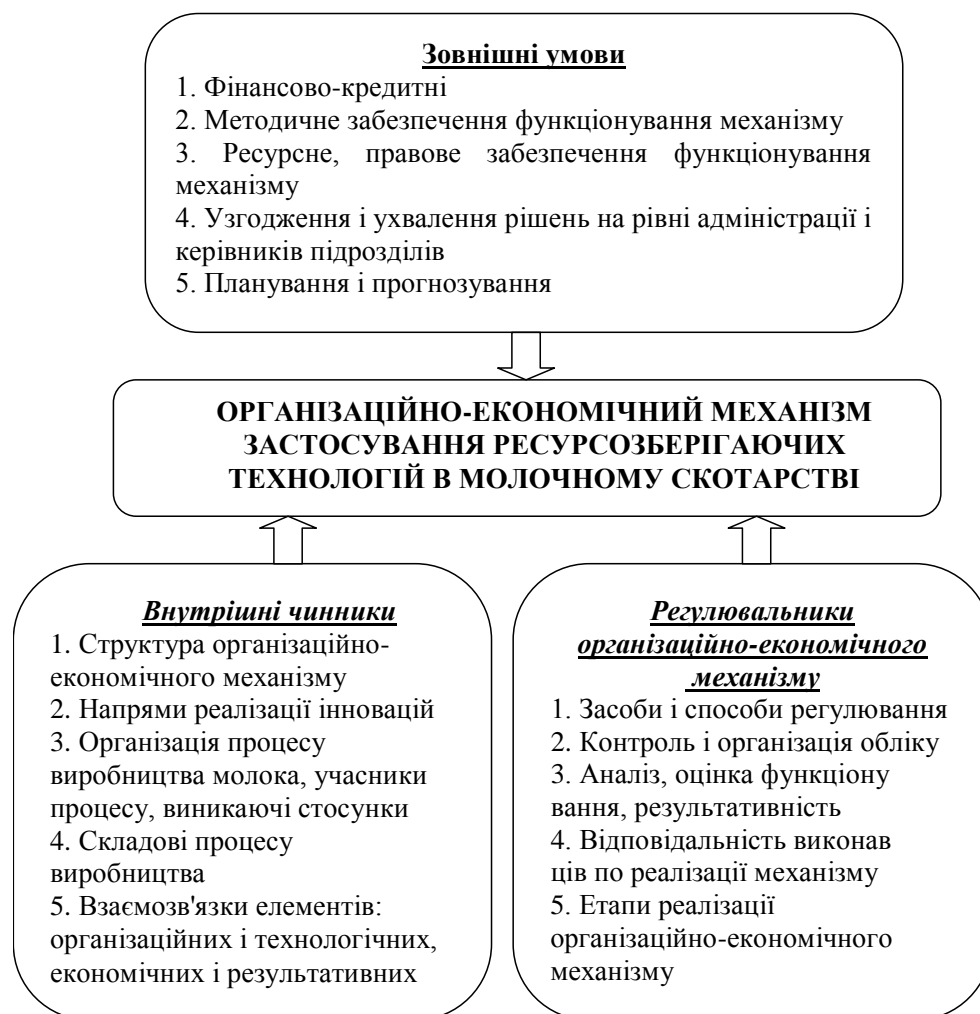 Зовнішні умови
1. Фінансово-кредитні
2. Методичне забезпечення функціонування механізму
3. Ресурсне, правове забезпечення функціонування
механізму
4. Узгодження і ухвалення рішень на рівні адміністрації і
керівників підрозділів
5. Планування і прогнозування
ОРГАНІЗАЦІЙНО-ЕКОНОМІЧНИЙ МЕХАНІЗМ
ЗАСТОСУВАННЯ РЕСУРСОЗБЕРІГАЮЧИХ
ТЕХНОЛОГІЙ В МОЛОЧНОМУ СКОТАРСТВІ
Внутрішні чинники
1. Структура організаційно-
економічного механізму
2. Напрями реалізації інновацій
3. Організація процесу
виробництва молока, учасники
процесу, виникаючі стосунки
4. Складові процесу
виробництва
5. Взаємозв'язки елементів:
організаційних і технологічних,
економічних і результативних
Регулювальники
організаційно-економічного
механізму
1. Засоби і способи регулювання
2. Контроль і організація обліку
3. Аналіз, оцінка функціону
вання, результативність
4. Відповідальність виконав
ців по реалізації механізму
5. Етапи реалізації
організаційно-економічного
механізму